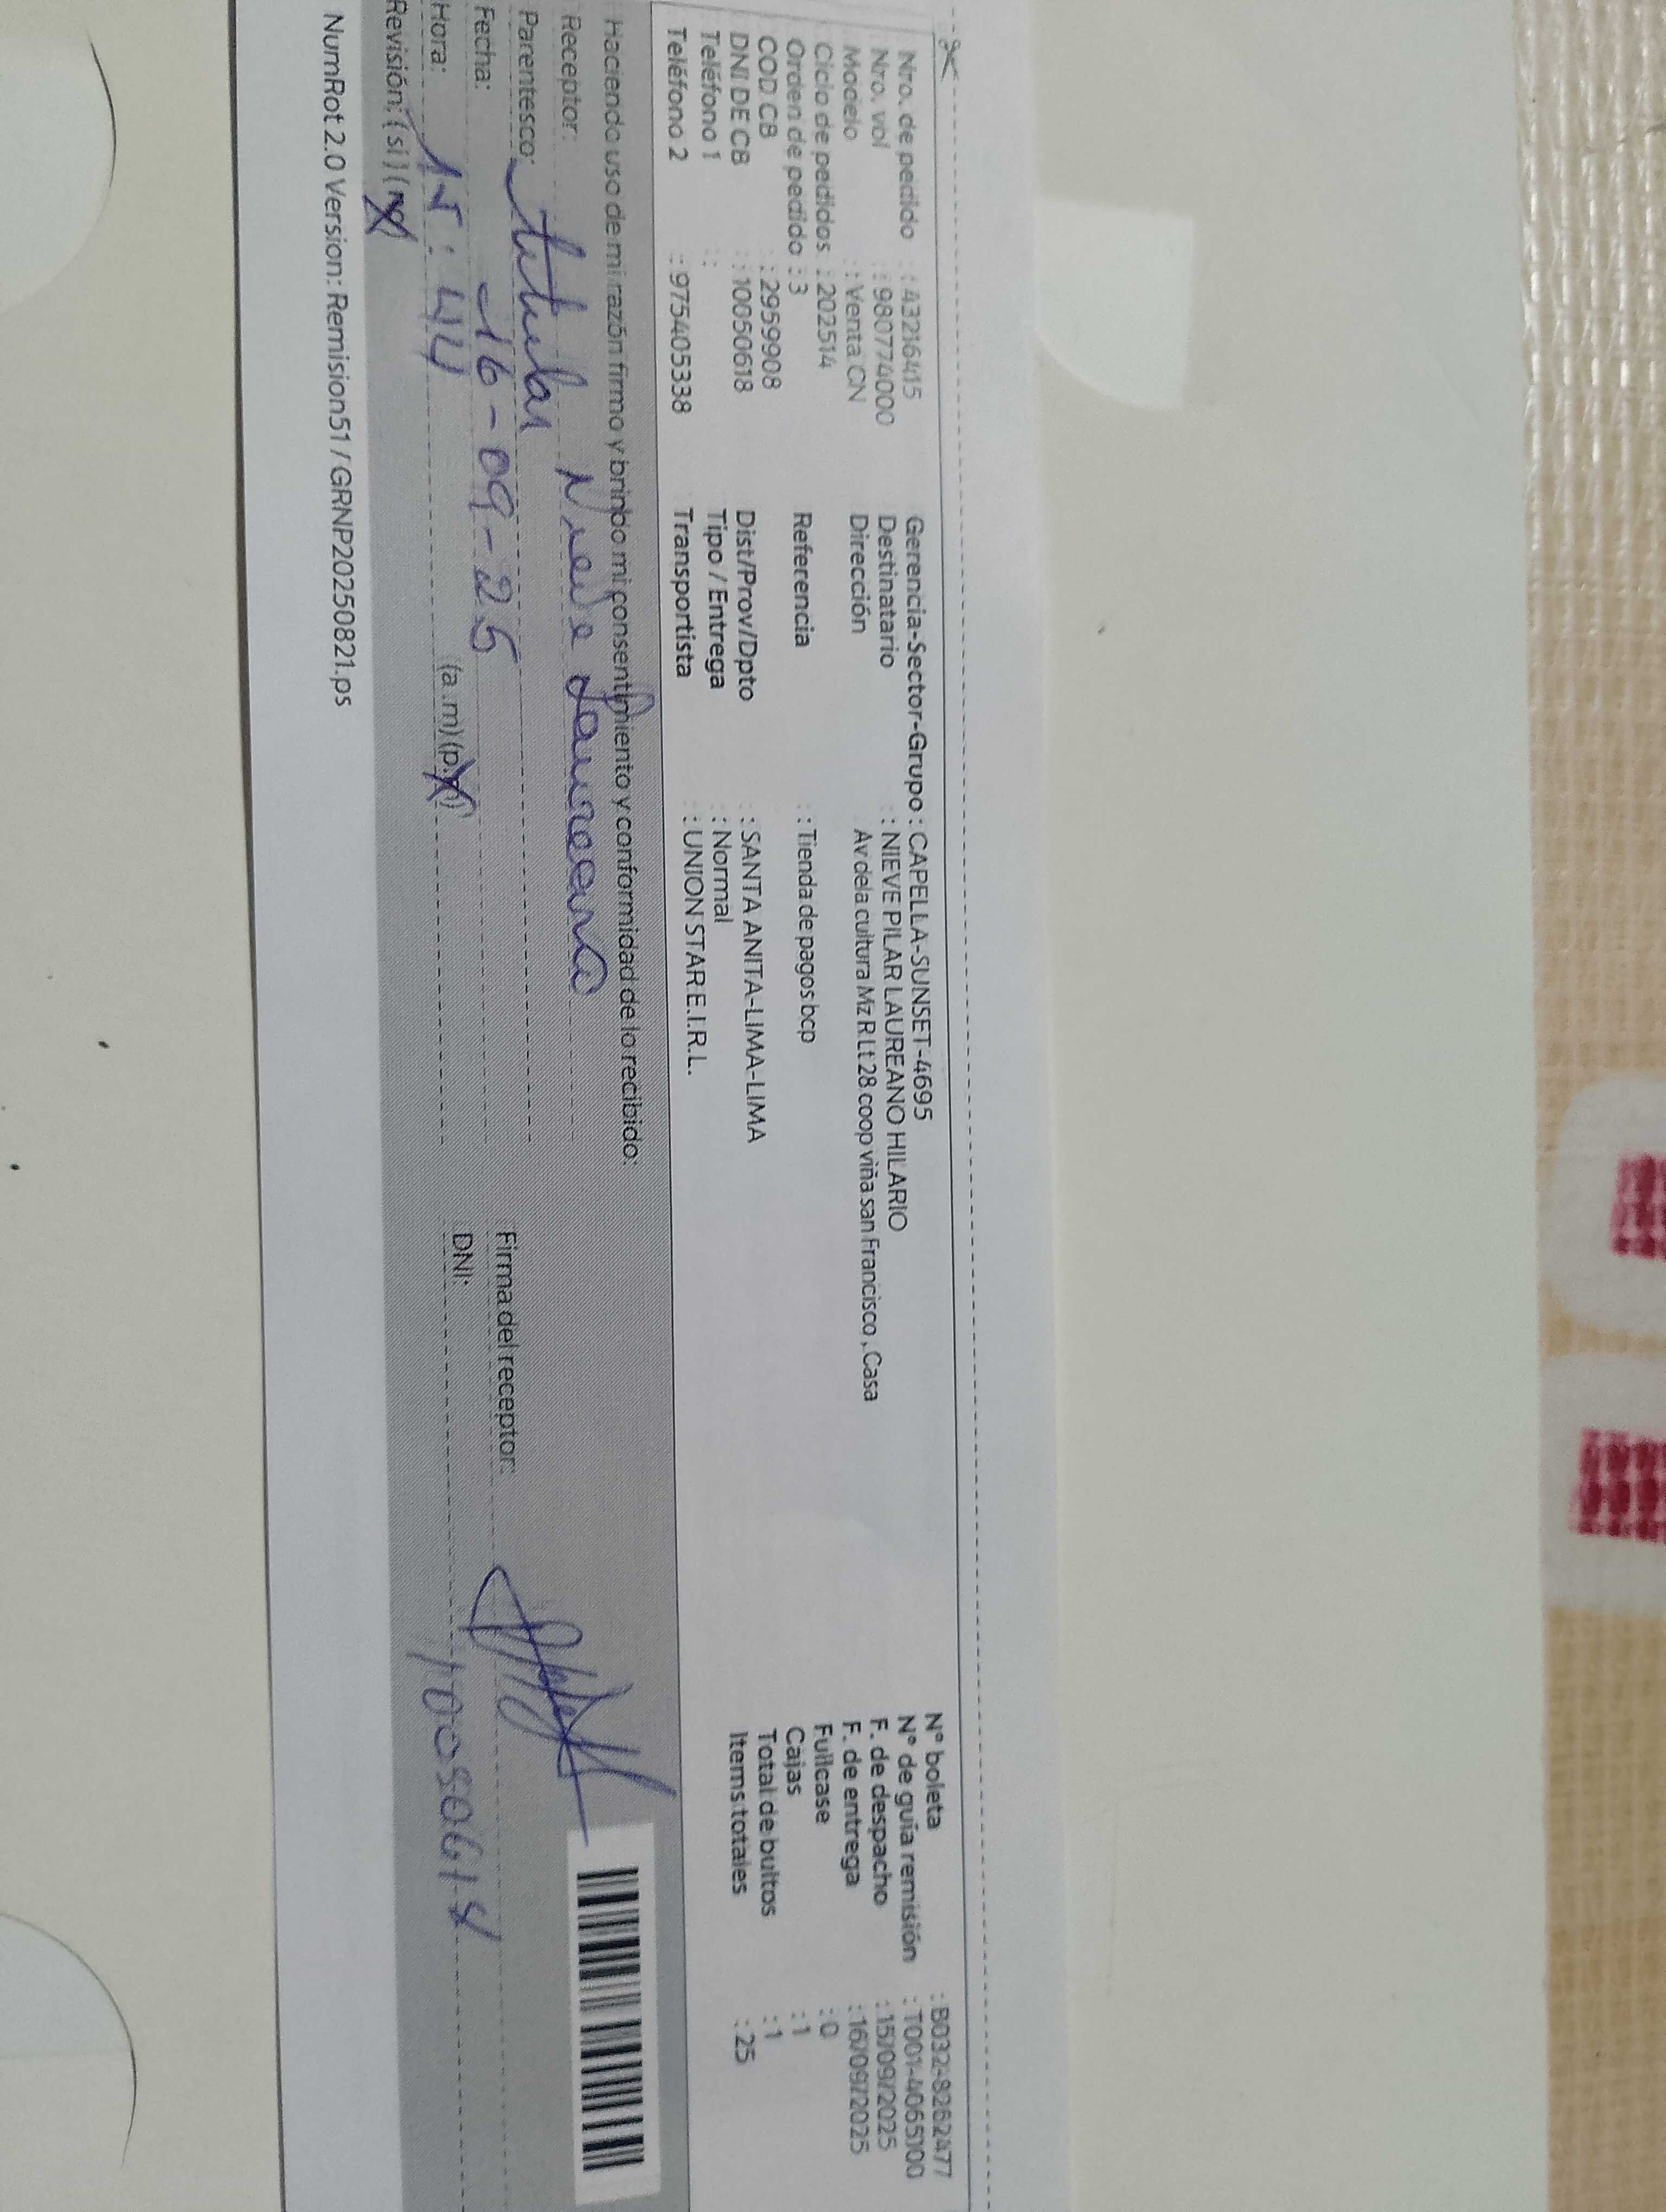 Nro. de pedido : A3216415
Nro. vol : 980774000
Modelo : Venta CN
Ciclo de pedidos : 202514
Orden de pedido : 3
COD CB : 2959908
DNI DE CB : 10050618
Teléfono 1 :
Teléfono 2 : 975405338
Gerencia-Sector-Grupo : CAPELLA-SUNSET-4695
Destinatario : NIEVE PILAR LAUREANO HILARIO
Dirección Av de la cultura Mz R Lt 28 coop viña san Francisco , Casa
Referencia : Tienda de pagos bcp
Dist/Prov/Dpto : SANTA ANITA-LIMA-LIMA
Tipo / Entrega : Normal
Transportista : UNION STAR E.I.R.L.
N° boleta : B032-8262477
N° de guía remisión : T001-4065100
F. de despacho : 15/09/2025
F. de entrega : 16/09/2025
Fullcase : 0
Cajas : 1
Total de bultos : 1
Items totales : 25
Haciendo uso de mi razón firmo y brindo mi consentimiento y conformidad de lo recibido:
Receptor: Nieve Laureano
Parentesco: titular
Fecha: 16-09-25
Hora: 15:44 (a.m) (p.m)
Revisión: (si) (no)
Firma del receptor:
DNI: 10050618
NumRot 2.0 Version: Remision51 / GRNP20250821.ps